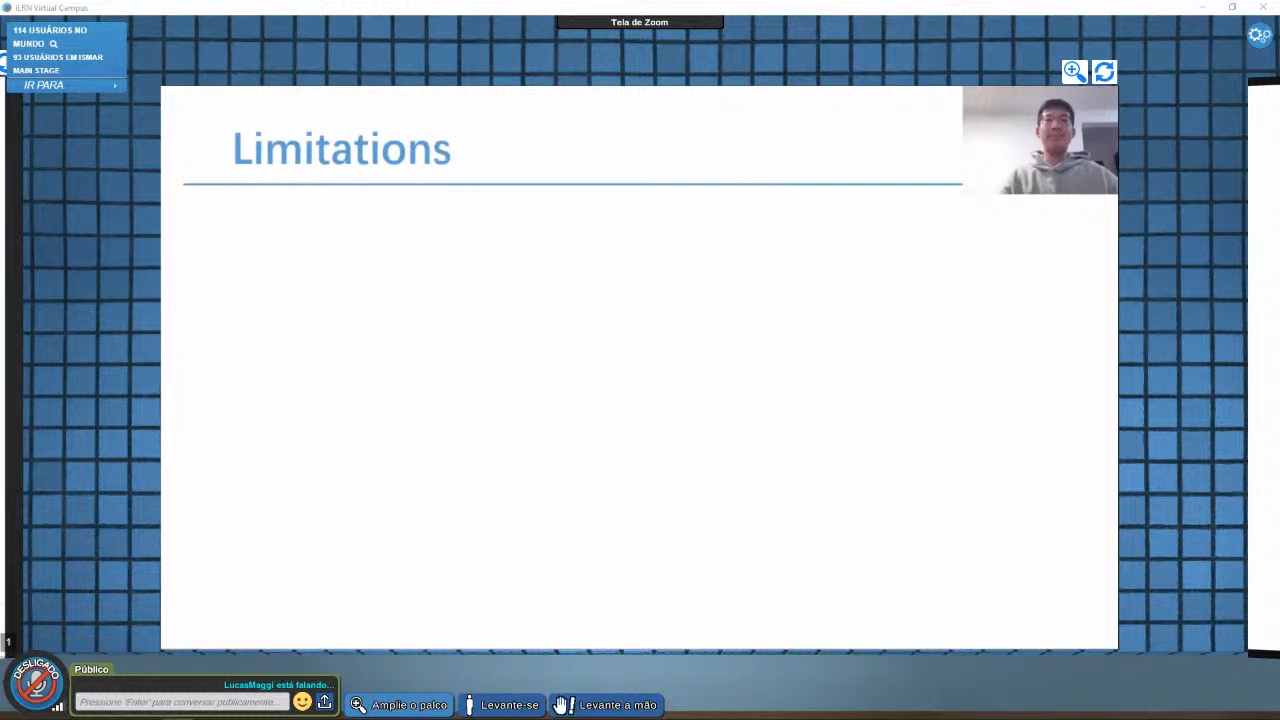 iLRN Virtual Campus
Tela de Zoom
114 USUÁRIOS NO
MUNDO
93 USUÁRIOS EM ISMAR
MAIN STAGE
IR PARA
Limitations
1
DESLIGADO
Público
LucasMaggi está falando...
Pressione 'Enter' para conversar publicamente...
Amplie o palco
Levante-se
Levante a mão